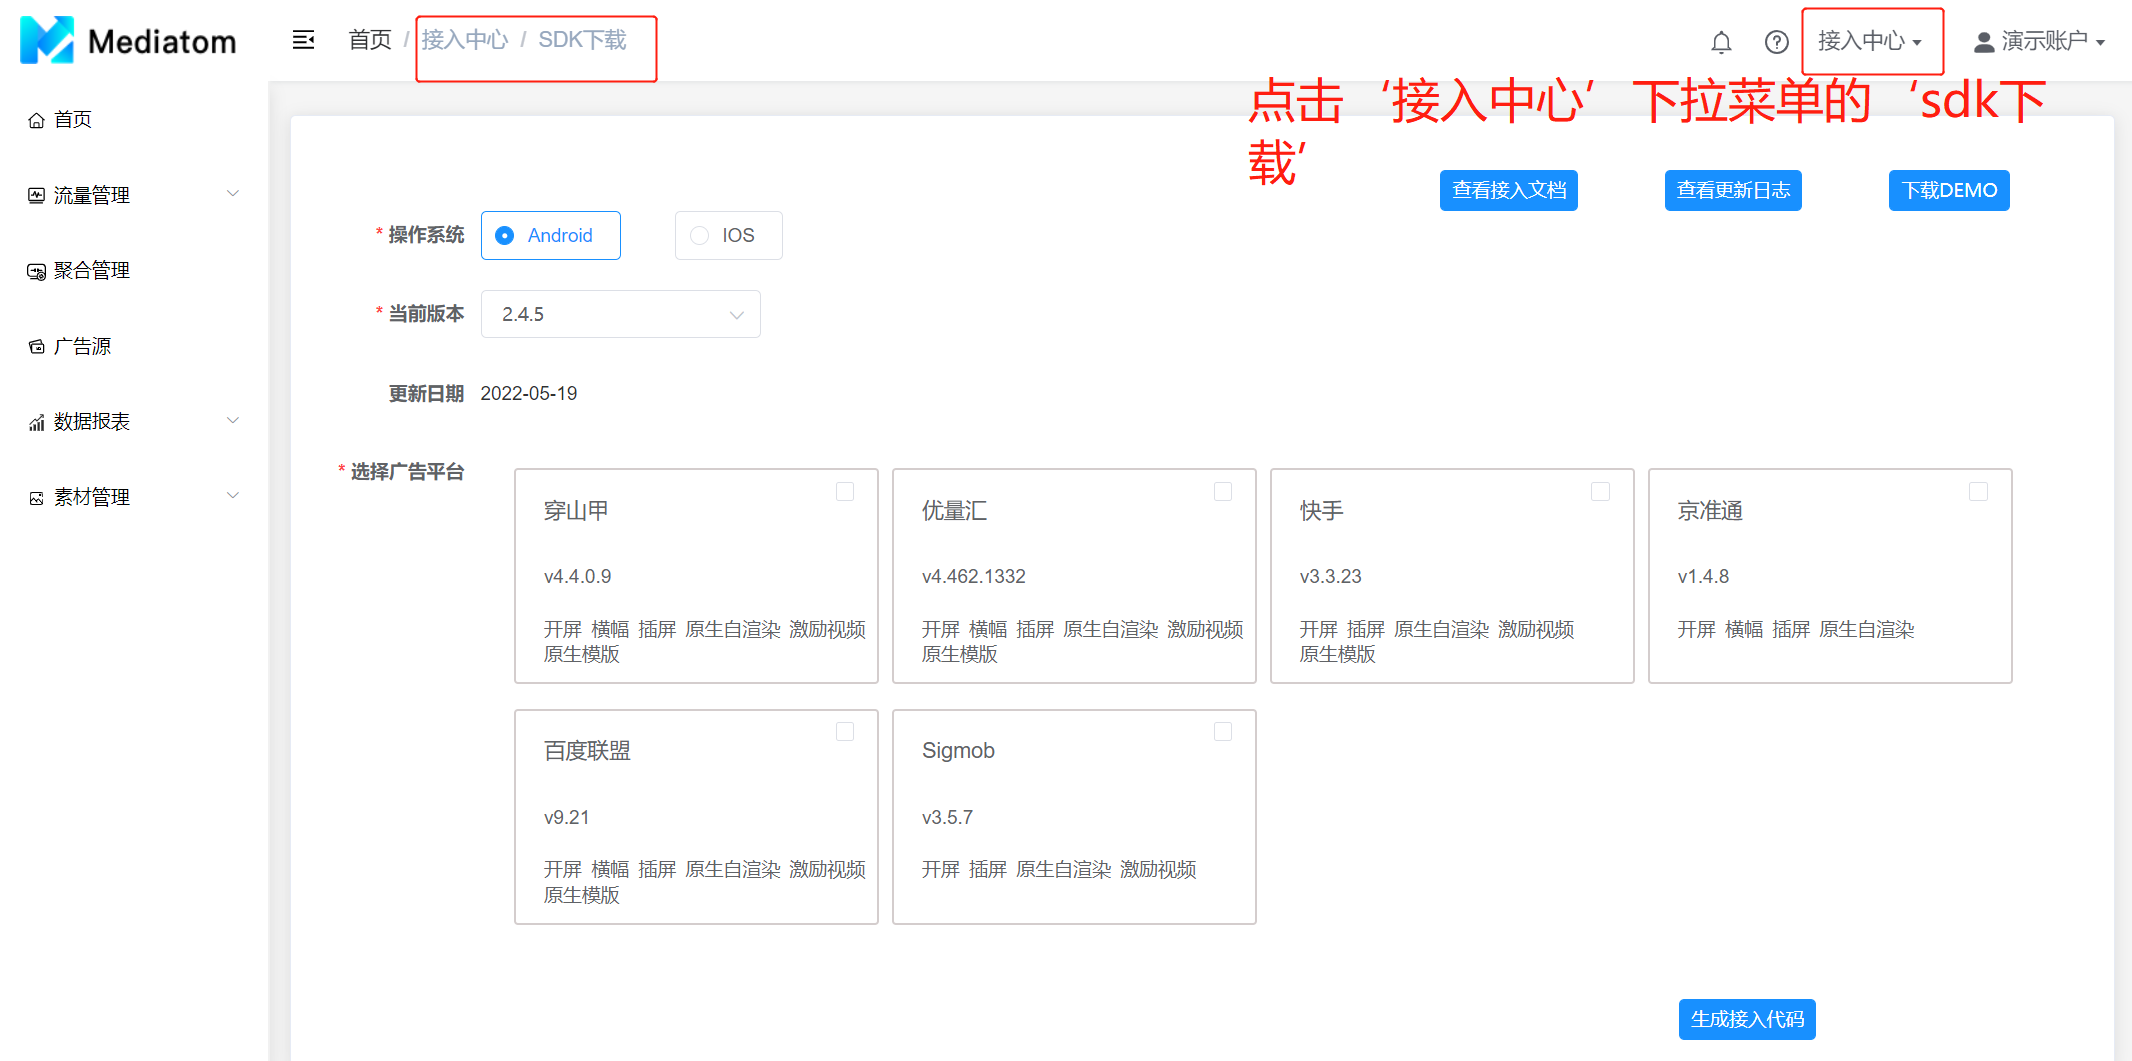 Mediatom
首页 / 接入中心 / SDK下载
接入中心
演示账户
点击‘接入中心’下拉菜单的‘sdk下
载’
首页
流量管理
聚合管理
广告源
数据报表
素材管理
查看接入文档
查看更新日志
下载DEMO
* 操作系统
Android
IOS
* 当前版本
2.4.5
更新日期
2022-05-19
* 选择广告平台
穿山甲
v4.4.0.9
开屏 横幅 插屏 原生自渲染 激励视频
原生模版
优量汇
v4.462.1332
开屏 横幅 插屏 原生自渲染 激励视频
原生模版
快手
v3.3.23
开屏 插屏 原生自渲染 激励视频
原生模版
京准通
v1.4.8
开屏 横幅 插屏 原生自渲染
百度联盟
v9.21
开屏 横幅 插屏 原生自渲染 激励视频
原生模版
Sigmob
v3.5.7
开屏 插屏 原生自渲染 激励视频
生成接入代码